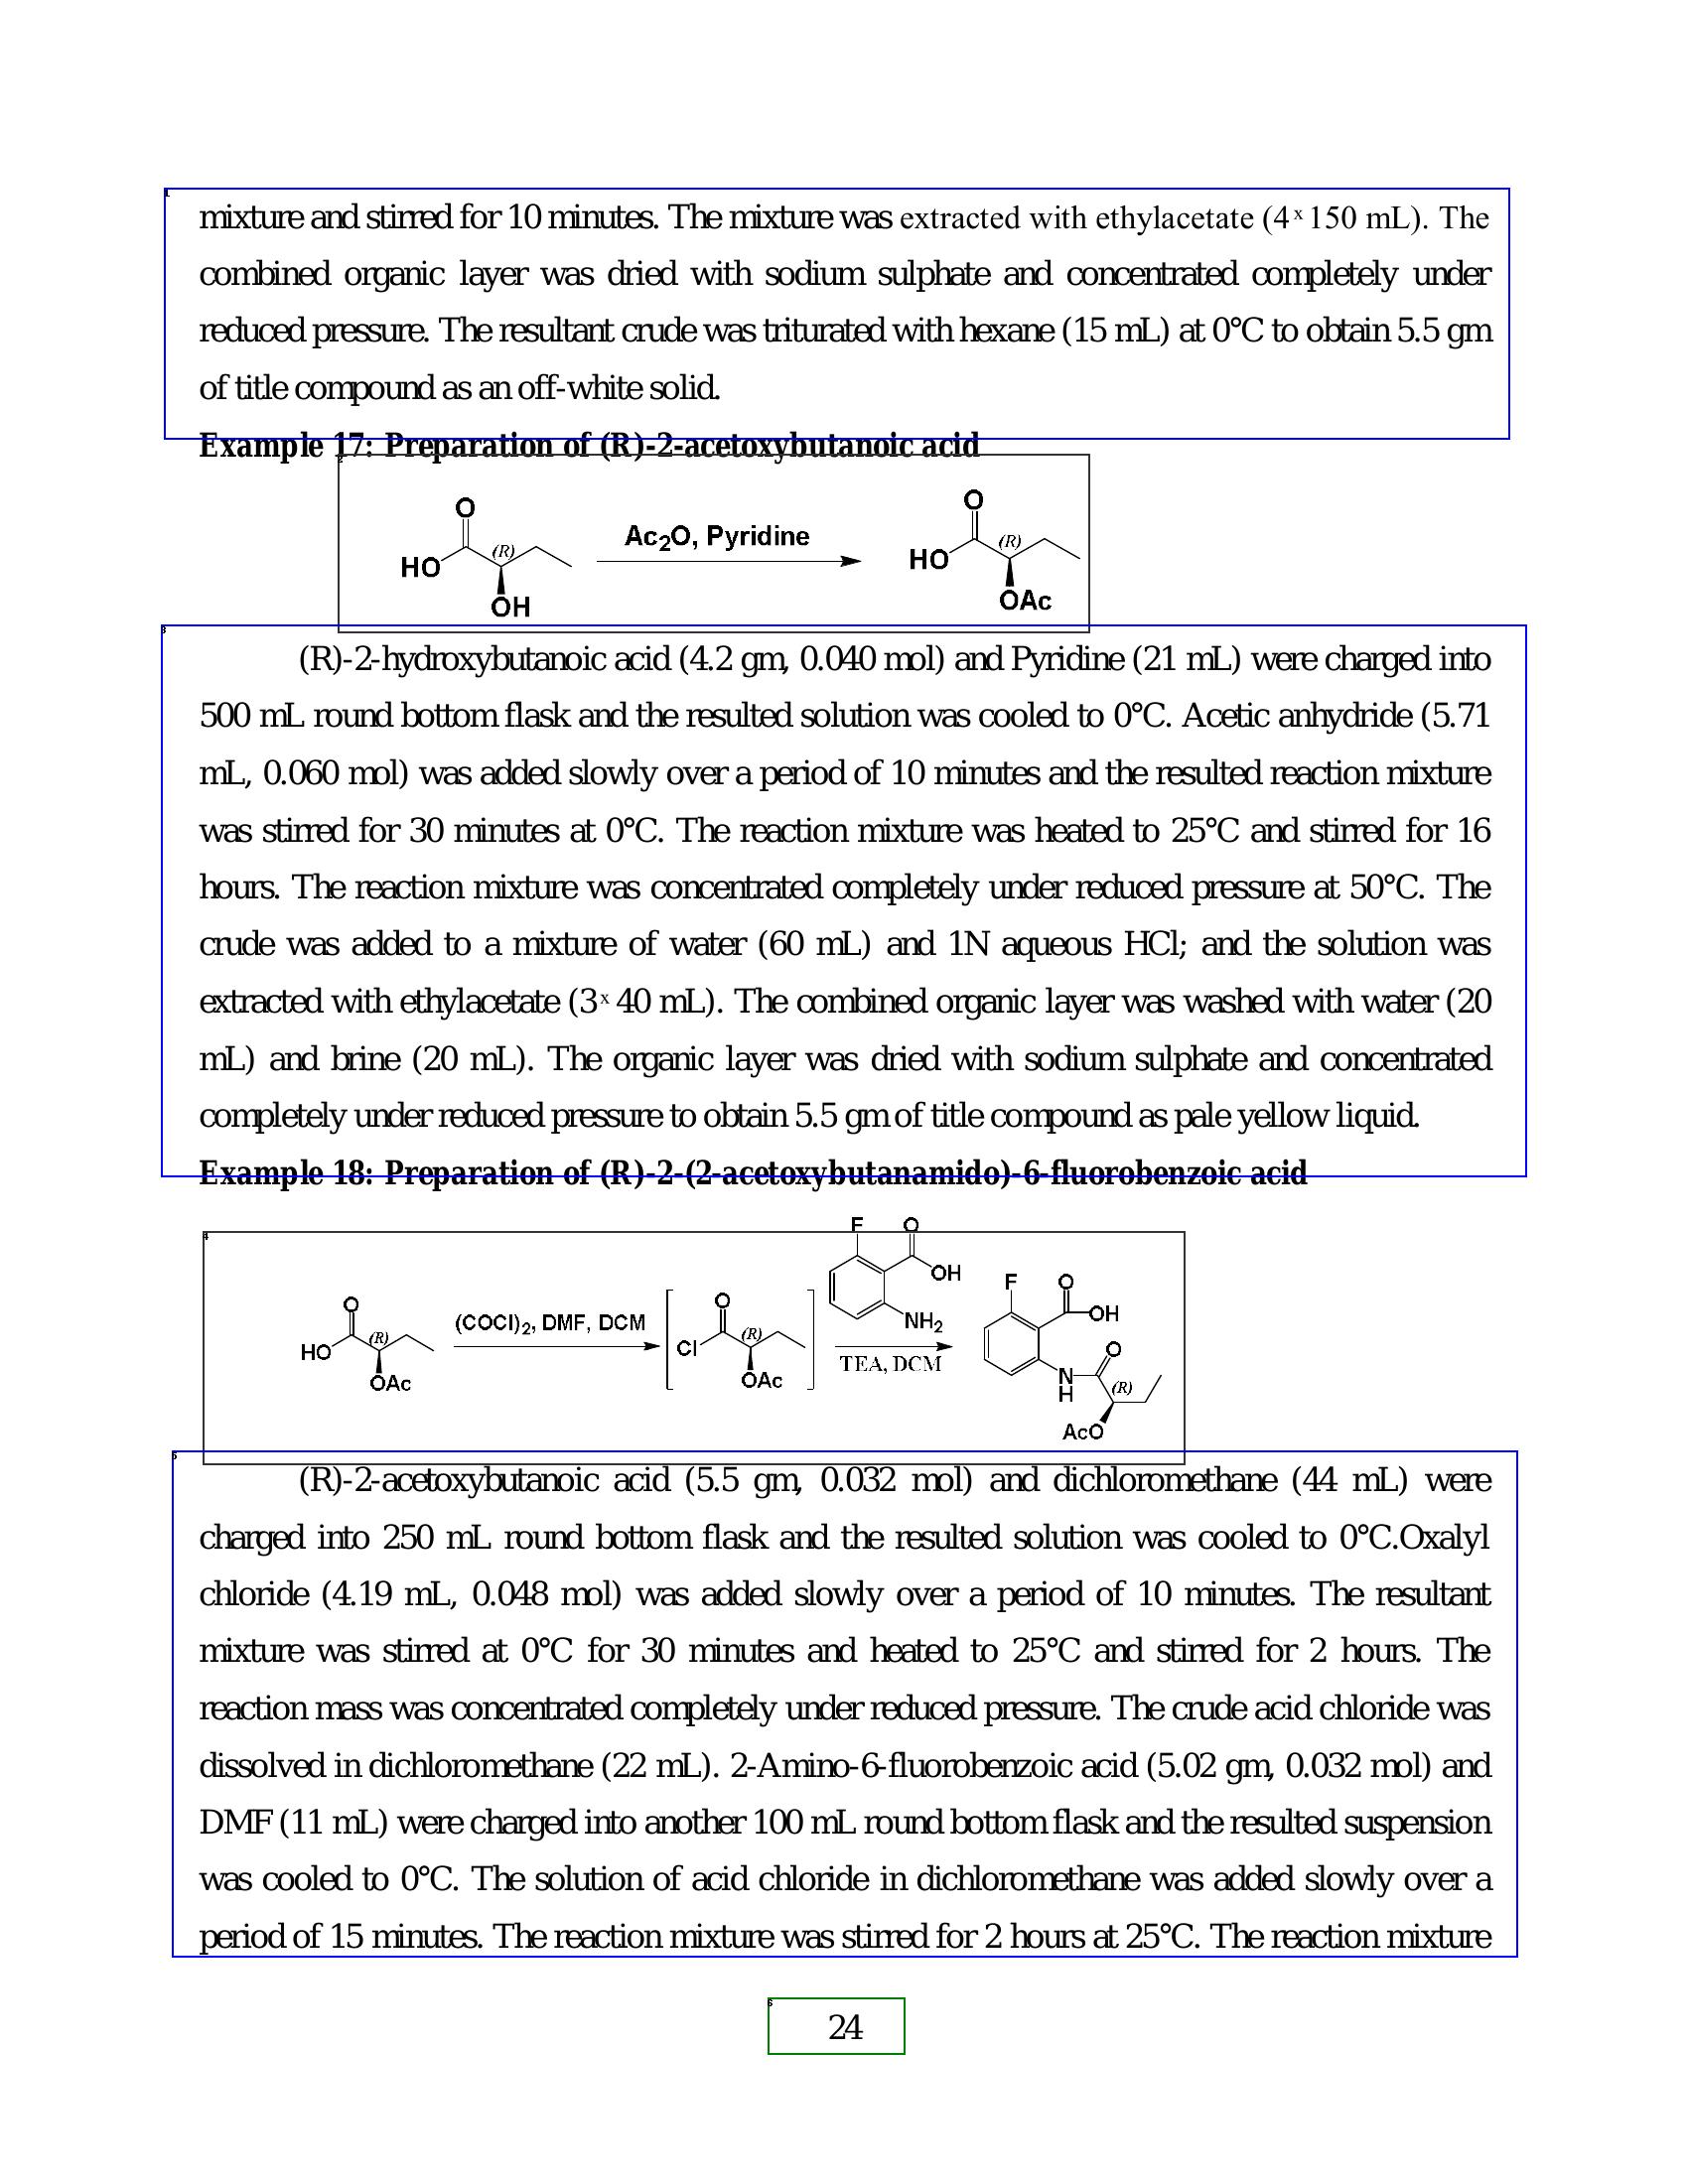 mixture and stirred for 10 minutes. The mixture was extracted with ethylacetate (4 x 150 mL). The
combined organic layer was dried with sodium sulphate and concentrated completely under
reduced pressure. The resultant crude was triturated with hexane (15 mL) at 0°C to obtain 5.5 gm
of title compound as an off-white solid.
Example 17: Preparation of (R)-2-acetoxybutanoic acid
O
HO
(R)
OH
Ac2O, Pyridine
O
HO
(R)
OAc
(R)-2-hydroxybutanoic acid (4.2 gm, 0.040 mol) and Pyridine (21 mL) were charged into
500 mL round bottom flask and the resulted solution was cooled to 0°C. Acetic anhydride (5.71
mL, 0.060 mol) was added slowly over a period of 10 minutes and the resulted reaction mixture
was stirred for 30 minutes at 0°C. The reaction mixture was heated to 25°C and stirred for 16
hours. The reaction mixture was concentrated completely under reduced pressure at 50°C. The
crude was added to a mixture of water (60 mL) and 1N aqueous HCl; and the solution was
extracted with ethylacetate (3 x 40 mL). The combined organic layer was washed with water (20
mL) and brine (20 mL). The organic layer was dried with sodium sulphate and concentrated
completely under reduced pressure to obtain 5.5 gm of title compound as pale yellow liquid.
Example 18: Preparation of (R)-2-(2-acetoxybutanamido)-6-fluorobenzoic acid
O
HO
(R)
OAc
(COCl)2, DMF, DCM
O
Cl
(R)
OAc
F
O
OH
NH2
TEA, DCM
F
O
OH
O
N
H
(R)
AcO
(R)-2-acetoxybutanoic acid (5.5 gm, 0.032 mol) and dichloromethane (44 mL) were
charged into 250 mL round bottom flask and the resulted solution was cooled to 0°C.Oxalyl
chloride (4.19 mL, 0.048 mol) was added slowly over a period of 10 minutes. The resultant
mixture was stirred at 0°C for 30 minutes and heated to 25°C and stirred for 2 hours. The
reaction mass was concentrated completely under reduced pressure. The crude acid chloride was
dissolved in dichloromethane (22 mL). 2-Amino-6-fluorobenzoic acid (5.02 gm, 0.032 mol) and
DMF (11 mL) were charged into another 100 mL round bottom flask and the resulted suspension
was cooled to 0°C. The solution of acid chloride in dichloromethane was added slowly over a
period of 15 minutes. The reaction mixture was stirred for 2 hours at 25°C. The reaction mixture
24